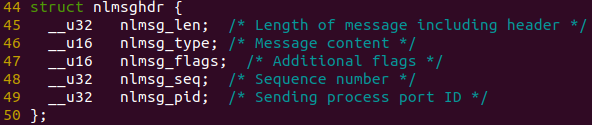 44 struct nlmsghdr {
45   __u32   nlmsg_len;  /* Length of message including header */
46   __u16   nlmsg_type; /* Message content */
47   __u16   nlmsg_flags;  /* Additional flags */
48   __u32   nlmsg_seq;  /* Sequence number */
49   __u32   nlmsg_pid;  /* Sending process port ID */
50 };